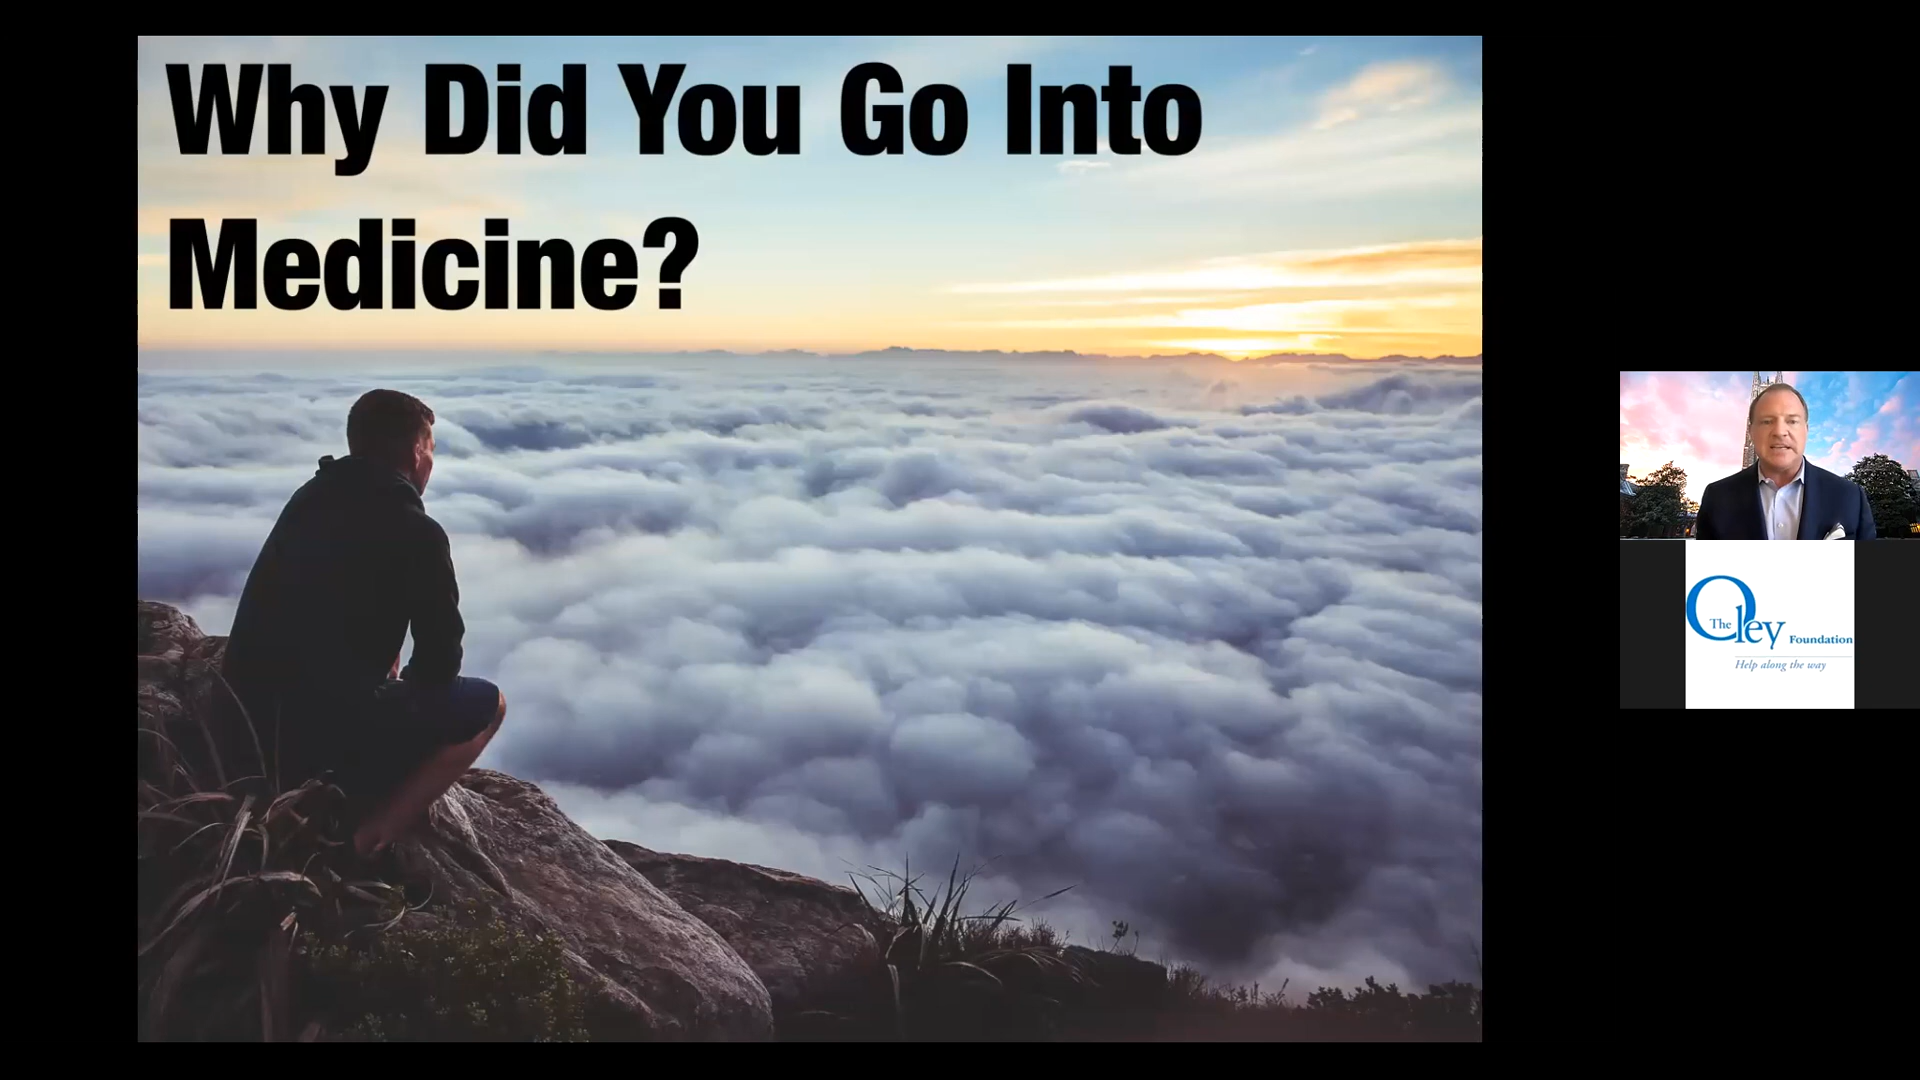 Why Did You Go Into
Medicine?
The Oley Foundation
Help along the way